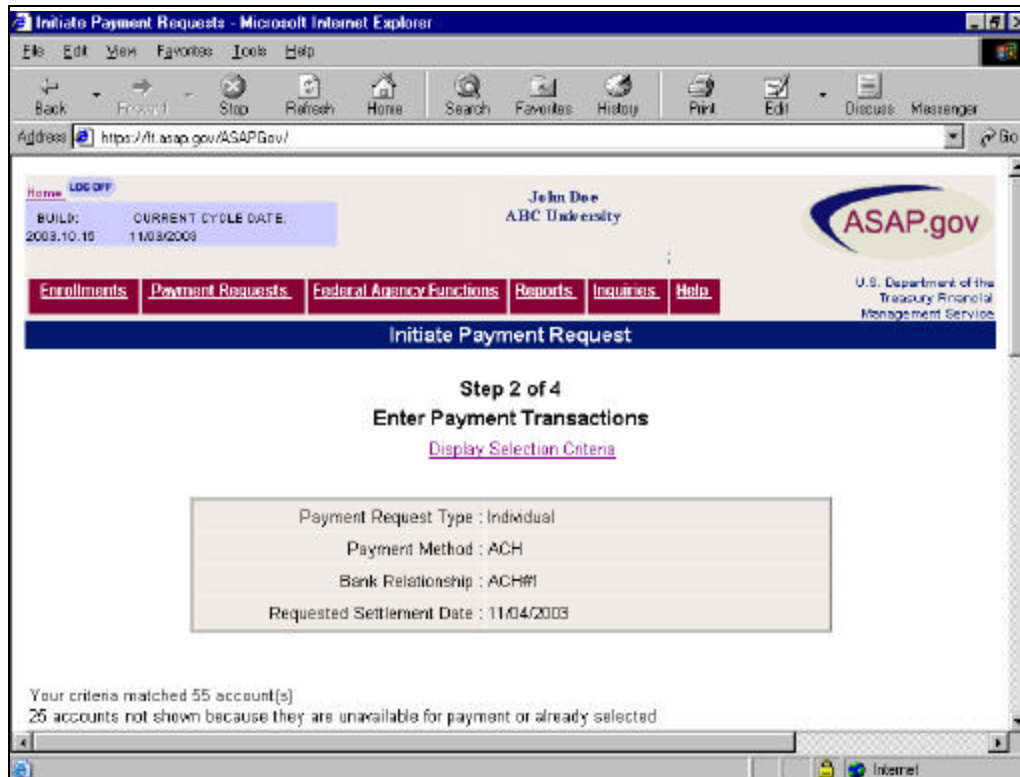 Initiate Payment Requests - Microsoft Internet Explorer
File Edit View Favorites Tools Help
Back Forward Stop Refresh Home Search Favorites History Print Edit Discuss Messenger
Address https://ft.asap.gov/ASAPGov/ Go
Home LOG OFF
BUILD: CURRENT CYCLE DATE:
2003.10.15 11/03/2003
John Doe
ABC University
ASAP.gov
U.S. Department of the
Treasury Financial
Management Service
Enrollments Payment Requests Federal Agency Functions Reports Inquiries Help
Initiate Payment Request
Step 2 of 4
Enter Payment Transactions
Display Selection Criteria
Payment Request Type : Individual
Payment Method : ACH
Bank Relationship : ACH#1
Requested Settlement Date : 11/04/2003
Your criteria matched 55 account(s)
25 accounts not shown because they are unavailable for payment or already selected
Internet